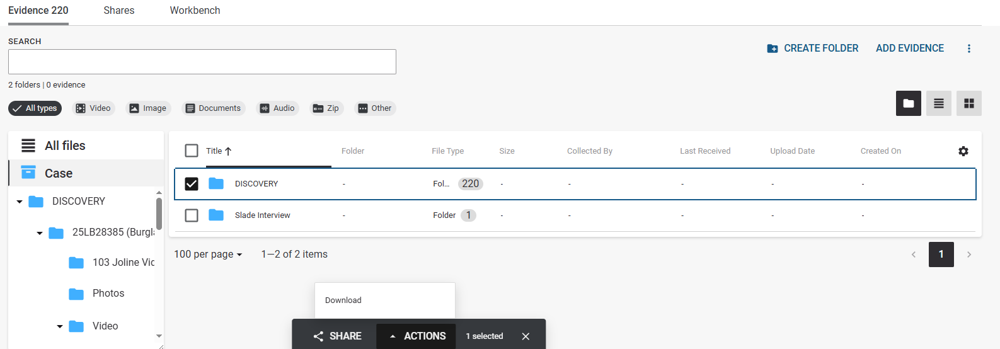 Evidence 220 Shares Workbench
SEARCH
CREATE FOLDER ADD EVIDENCE
2 folders | 0 evidence
All types Video Image Documents Audio Zip Other
All files
Case
DISCOVERY
25LB28385 (Burgla
103 Joline Vid
Photos
Video
Title Folder File Type Size Collected By Last Received Upload Date Created On
DISCOVERY - Fol... 220 - - - - -
Slade Interview - Folder 1 - - - - -
100 per page 1—2 of 2 items 1
Download
SHARE ACTIONS 1 selected